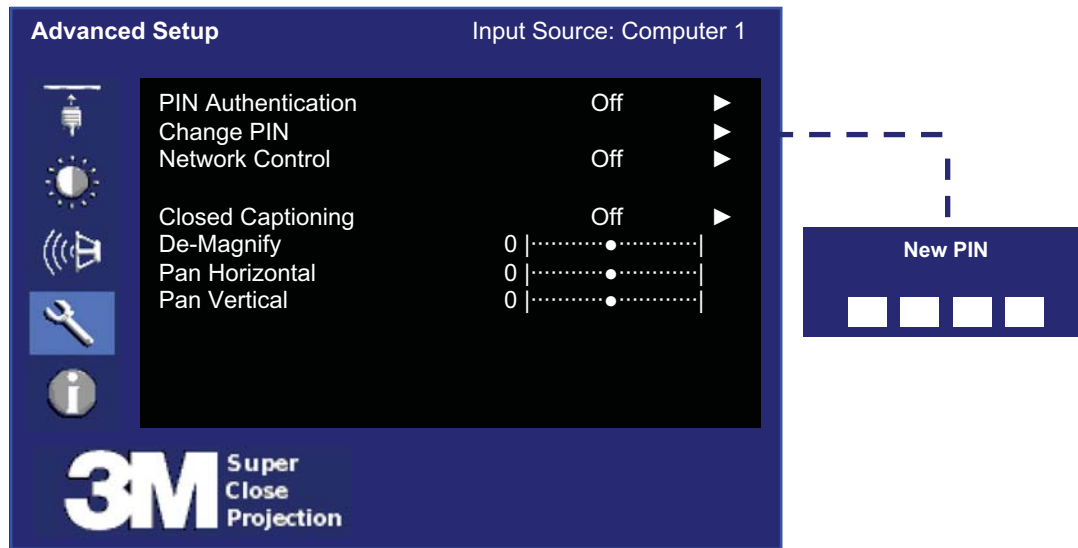 Advanced Setup Input Source: Computer 1
PIN Authentication Off ►
Change PIN ►
Network Control Off ►
Closed Captioning Off ►
De-Magnify 0
Pan Horizontal 0
Pan Vertical 0
New PIN
3M Super
Close
Projection